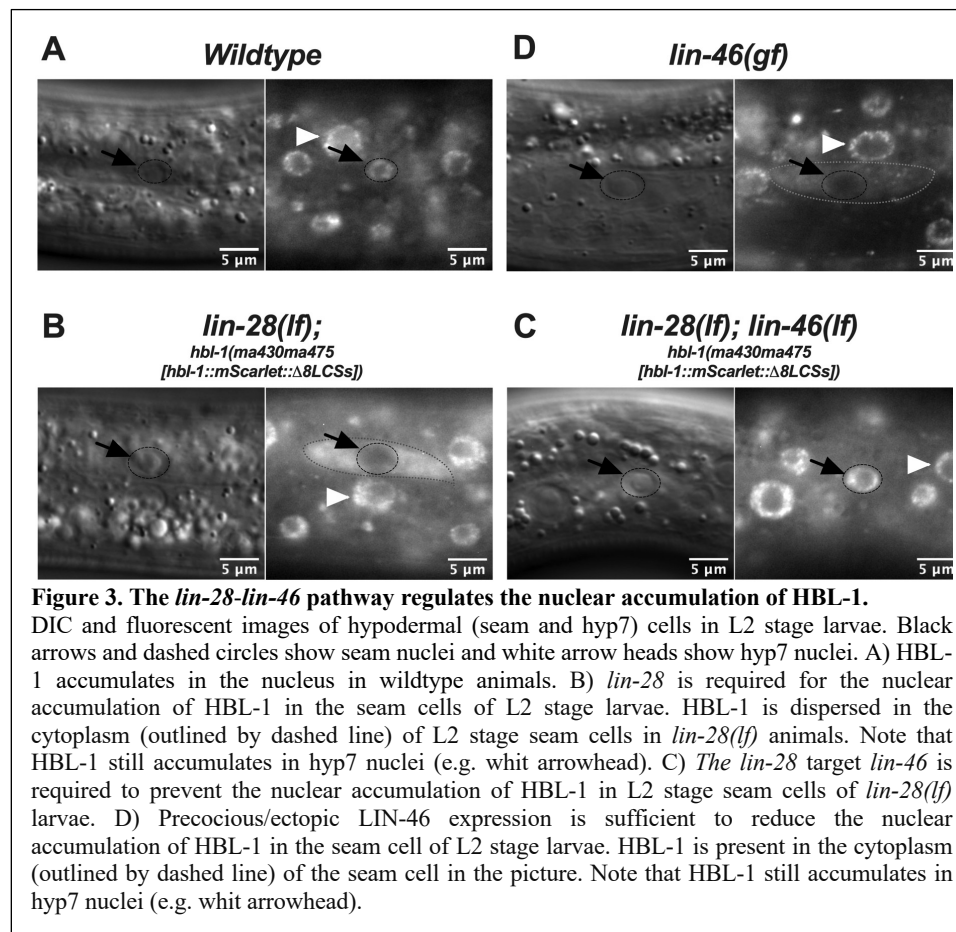 A
Wildtype
D
lin-46(gf)
5 μm
5 μm
5 μm
5 μm
B
lin-28(lf);
hbl-1(ma430ma475
[hbl-1::mScarlet::Δ8LCSs])
C
lin-28(lf); lin-46(lf)
hbl-1(ma430ma475
[hbl-1::mScarlet::Δ8LCSs])
5 μm
5 μm
5 μm
5 μm
Figure 3. The lin-28-lin-46 pathway regulates the nuclear accumulation of HBL-1.
DIC and fluorescent images of hypodermal (seam and hyp7) cells in L2 stage larvae. Black
arrows and dashed circles show seam nuclei and white arrow heads show hyp7 nuclei. A) HBL-
1 accumulates in the nucleus in wildtype animals. B) lin-28 is required for the nuclear
accumulation of HBL-1 in the seam cells of L2 stage larvae. HBL-1 is dispersed in the
cytoplasm (outlined by dashed line) of L2 stage seam cells in lin-28(lf) animals. Note that
HBL-1 still accumulates in hyp7 nuclei (e.g. whit arrowhead). C) The lin-28 target lin-46 is
required to prevent the nuclear accumulation of HBL-1 in L2 stage seam cells of lin-28(lf)
larvae. D) Precocious/ectopic LIN-46 expression is sufficient to reduce the nuclear
accumulation of HBL-1 in the seam cell of L2 stage larvae. HBL-1 is present in the cytoplasm
(outlined by dashed line) of the seam cell in the picture. Note that HBL-1 still accumulates in
hyp7 nuclei (e.g. whit arrowhead).